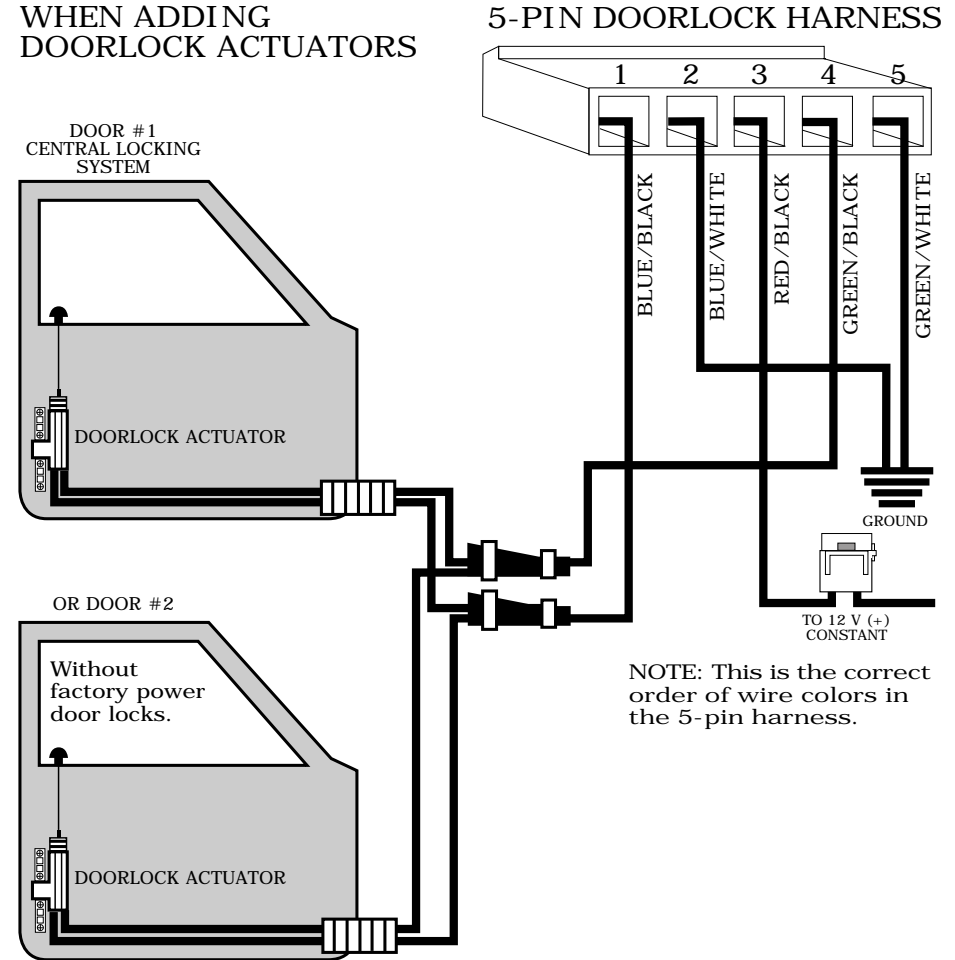 WHEN ADDING
DOORLOCK ACTUATORS
5-PIN DOORLOCK HARNESS
1 2 3 4 5
BLUE/BLACK
BLUE/WHITE
RED/BLACK
GREEN/BLACK
GREEN/WHITE
DOOR #1
CENTRAL LOCKING
SYSTEM
DOORLOCK ACTUATOR
GROUND
TO 12 V (+)
CONSTANT
OR DOOR #2
Without
factory power
door locks.
DOORLOCK ACTUATOR
NOTE: This is the correct
order of wire colors in
the 5-pin harness.